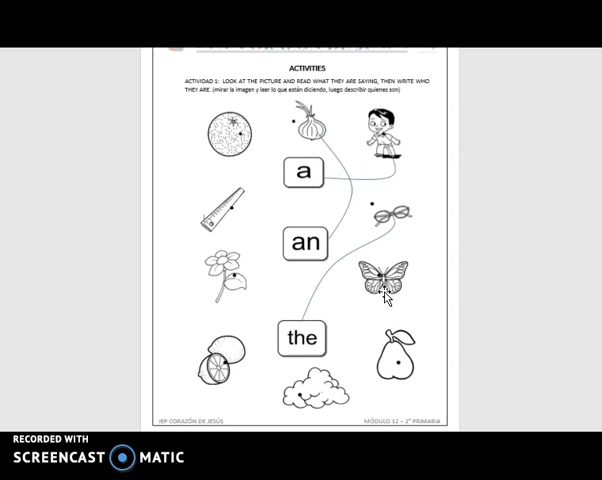 ACTIVITIES
ACTIVIDAD 1: LOOK AT THE PICTURE AND READ WHAT THEY ARE SAYING, THEN WRITE WHO
THEY ARE. (mirar la imagen y leer lo que están diciendo, luego describir quienes son)
a
an
the
IEP CORAZÓN DE JESÚS MÓDULO 12 – 2° PRIMARIA
RECORDED WITH
SCREENCAST MATIC